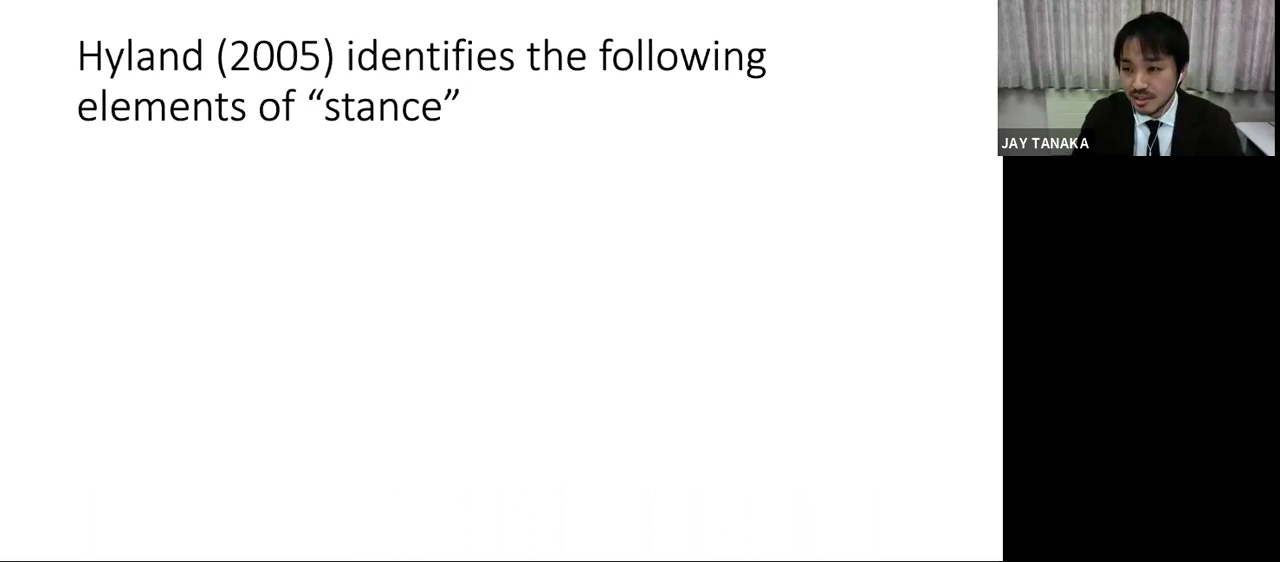 Hyland (2005) identifies the following
elements of “stance”
JAY TANAKA